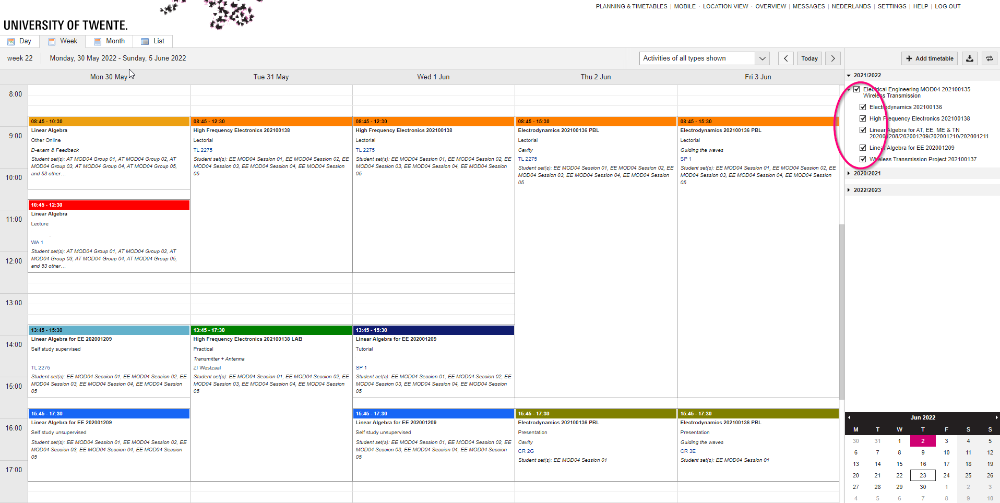 PLANNING & TIMETABLES | MOBILE · LOCATION VIEW · OVERVIEW | MESSAGES | NEDERLANDS | SETTINGS | HELP | LOG OUT
UNIVERSITY OF TWENTE.
Day Week Month List
week 22 Monday, 30 May 2022 - Sunday, 5 June 2022 Activities of all types shown Today Add timetable
Mon 30 May Tue 31 May Wed 1 Jun Thu 2 Jun Fri 3 Jun
8:00
9:00
10:00
11:00
12:00
13:00
14:00
15:00
16:00
17:00
08:45 - 10:30
Linear Algebra
Other Online
D-exam & Feedback
Student set(s): AT MOD04 Group 01, AT MOD04 Group 02, AT
MOD04 Group 03, AT MOD04 Group 04, AT MOD04 Group 05,
and 53 other…
10:45 - 12:30
Linear Algebra
Lecture
WA 1
Student set(s): AT MOD04 Group 01, AT MOD04 Group 02, AT
MOD04 Group 03, AT MOD04 Group 04, AT MOD04 Group 05,
and 53 other…
13:45 - 15:30
Linear Algebra for EE 202001209
Self study supervised
TL 2275
Student set(s): EE MOD04 Session 01, EE MOD04 Session 02, EE
MOD04 Session 03, EE MOD04 Session 04, EE MOD04 Session
05
15:45 - 17:30
Linear Algebra for EE 202001209
Self study unsupervised
Student set(s): EE MOD04 Session 01, EE MOD04 Session 02, EE
MOD04 Session 03, EE MOD04 Session 04, EE MOD04 Session
05
08:45 - 12:30
High Frequency Electronics 202100138
Lectorial
TL 2275
Student set(s): EE MOD04 Session 01, EE MOD04 Session 02, EE
MOD04 Session 03, EE MOD04 Session 04, EE MOD04 Session
05
13:45 - 17:30
High Frequency Electronics 202100138 LAB
Practical
Transmitter + Antenna
ZI Westzaal
Student set(s): EE MOD04 Session 01, EE MOD04 Session 02, EE
MOD04 Session 03, EE MOD04 Session 04, EE MOD04 Session
05
08:45 - 12:30
High Frequency Electronics 202100138
Lectorial
TL 2275
Student set(s): EE MOD04 Session 01, EE MOD04 Session 02, EE
MOD04 Session 03, EE MOD04 Session 04, EE MOD04 Session
05
13:45 - 15:30
Linear Algebra for EE 202001209
Tutorial
SP 1
Student set(s): EE MOD04 Session 01, EE MOD04 Session 02, EE
MOD04 Session 03, EE MOD04 Session 04, EE MOD04 Session
05
15:45 - 17:30
Linear Algebra for EE 202001209
Self study unsupervised
Student set(s): EE MOD04 Session 01, EE MOD04 Session 02, EE
MOD04 Session 03, EE MOD04 Session 04, EE MOD04 Session
05
08:45 - 15:30
Electrodynamics 202100136 PBL
Lectorial
Cavity
TL 2275
Student set(s): EE MOD04 Session 01, EE MOD04 Session 02, EE
MOD04 Session 03, EE MOD04 Session 04, EE MOD04 Session
05
15:45 - 17:30
Electrodynamics 202100136 PBL
Presentation
Cavity
CR 2G
Student set(s): EE MOD04 Session 01
08:45 - 15:30
Electrodynamics 202100136 PBL
Lectorial
Guiding the waves
SP 1
Student set(s): EE MOD04 Session 01, EE MOD04 Session 02, EE
MOD04 Session 03, EE MOD04 Session 04, EE MOD04 Session
05
15:45 - 17:30
Electrodynamics 202100136 PBL
Presentation
Guiding the waves
CR 3E
Student set(s): EE MOD04 Session 01
2021/2022
Electrical Engineering MOD04 202100135
Wireless Transmission
Electrodynamics 202100136
High Frequency Electronics 202100138
Linear Algebra for AT, EE, ME & TN
202001208/202001209/202001210/202001211
Linear Algebra for EE 202001209
Wireless Transmission Project 202100137
2020/2021
2022/2023
Jun 2022
M T W T F S S
30 31 1 2 3 4 5
6 7 8 9 10 11 12
13 14 15 16 17 18 19
20 21 22 23 24 25 26
27 28 29 30 1 2 3
4 5 6 7 8 9 10